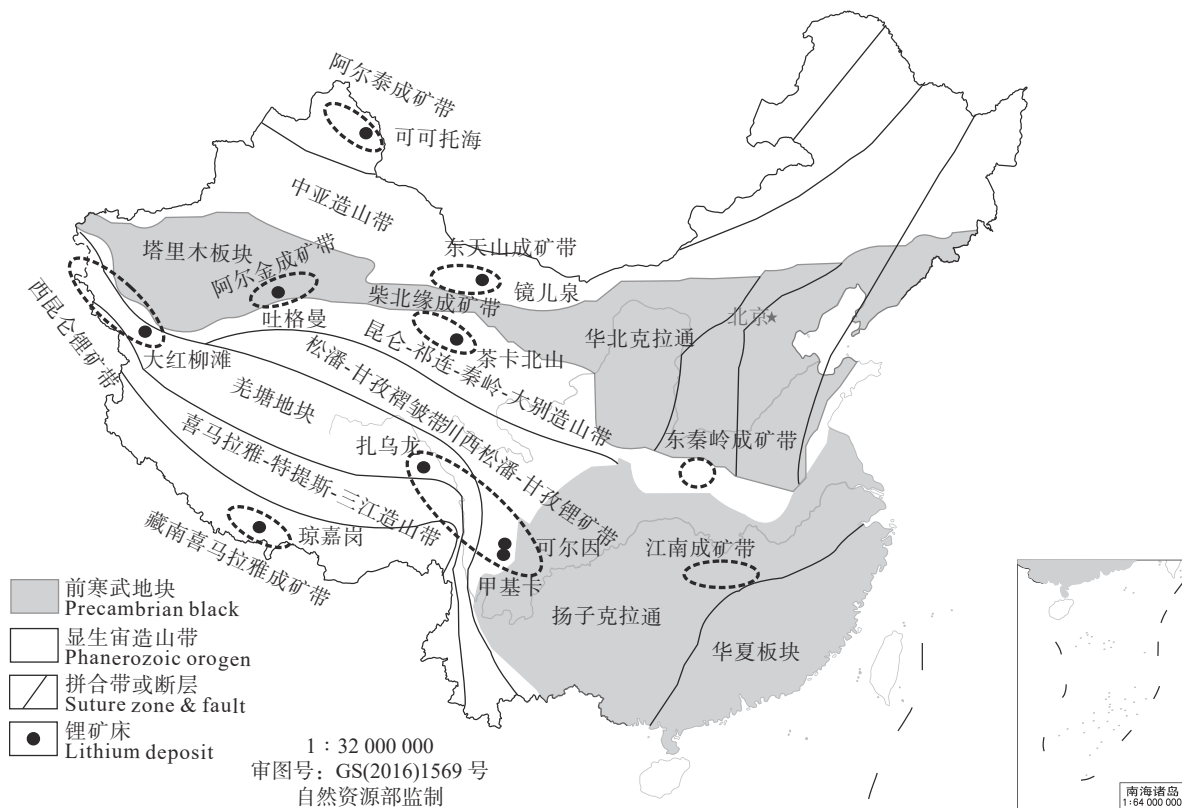 阿尔泰成矿带
可可托海
中亚造山带
塔里木板块
阿尔金成矿带
东天山成矿带
镜儿泉
柴北缘成矿带
吐格曼
茶卡北山
西昆仑锂矿带
大红柳滩
昆仑-祁连-秦岭-大别造山带
华北克拉通
北京
松潘-甘孜褶皱带
羌塘地块
川西松潘-甘孜锂矿带
东秦岭成矿带
扎乌龙
喜马拉雅-特提斯-三江造山带
琼嘉岗
藏南喜马拉雅成矿带
可尔因
甲基卡
江南成矿带
扬子克拉通
华夏板块
前寒武地块
Precambrian black
显生宙造山带
Phanerozoic orogen
拼合带或断层
Suture zone & fault
锂矿床
Lithium deposit
1：32 000 000
审图号：GS(2016)1569 号
自然资源部监制
南海诸岛
1:64 000 000